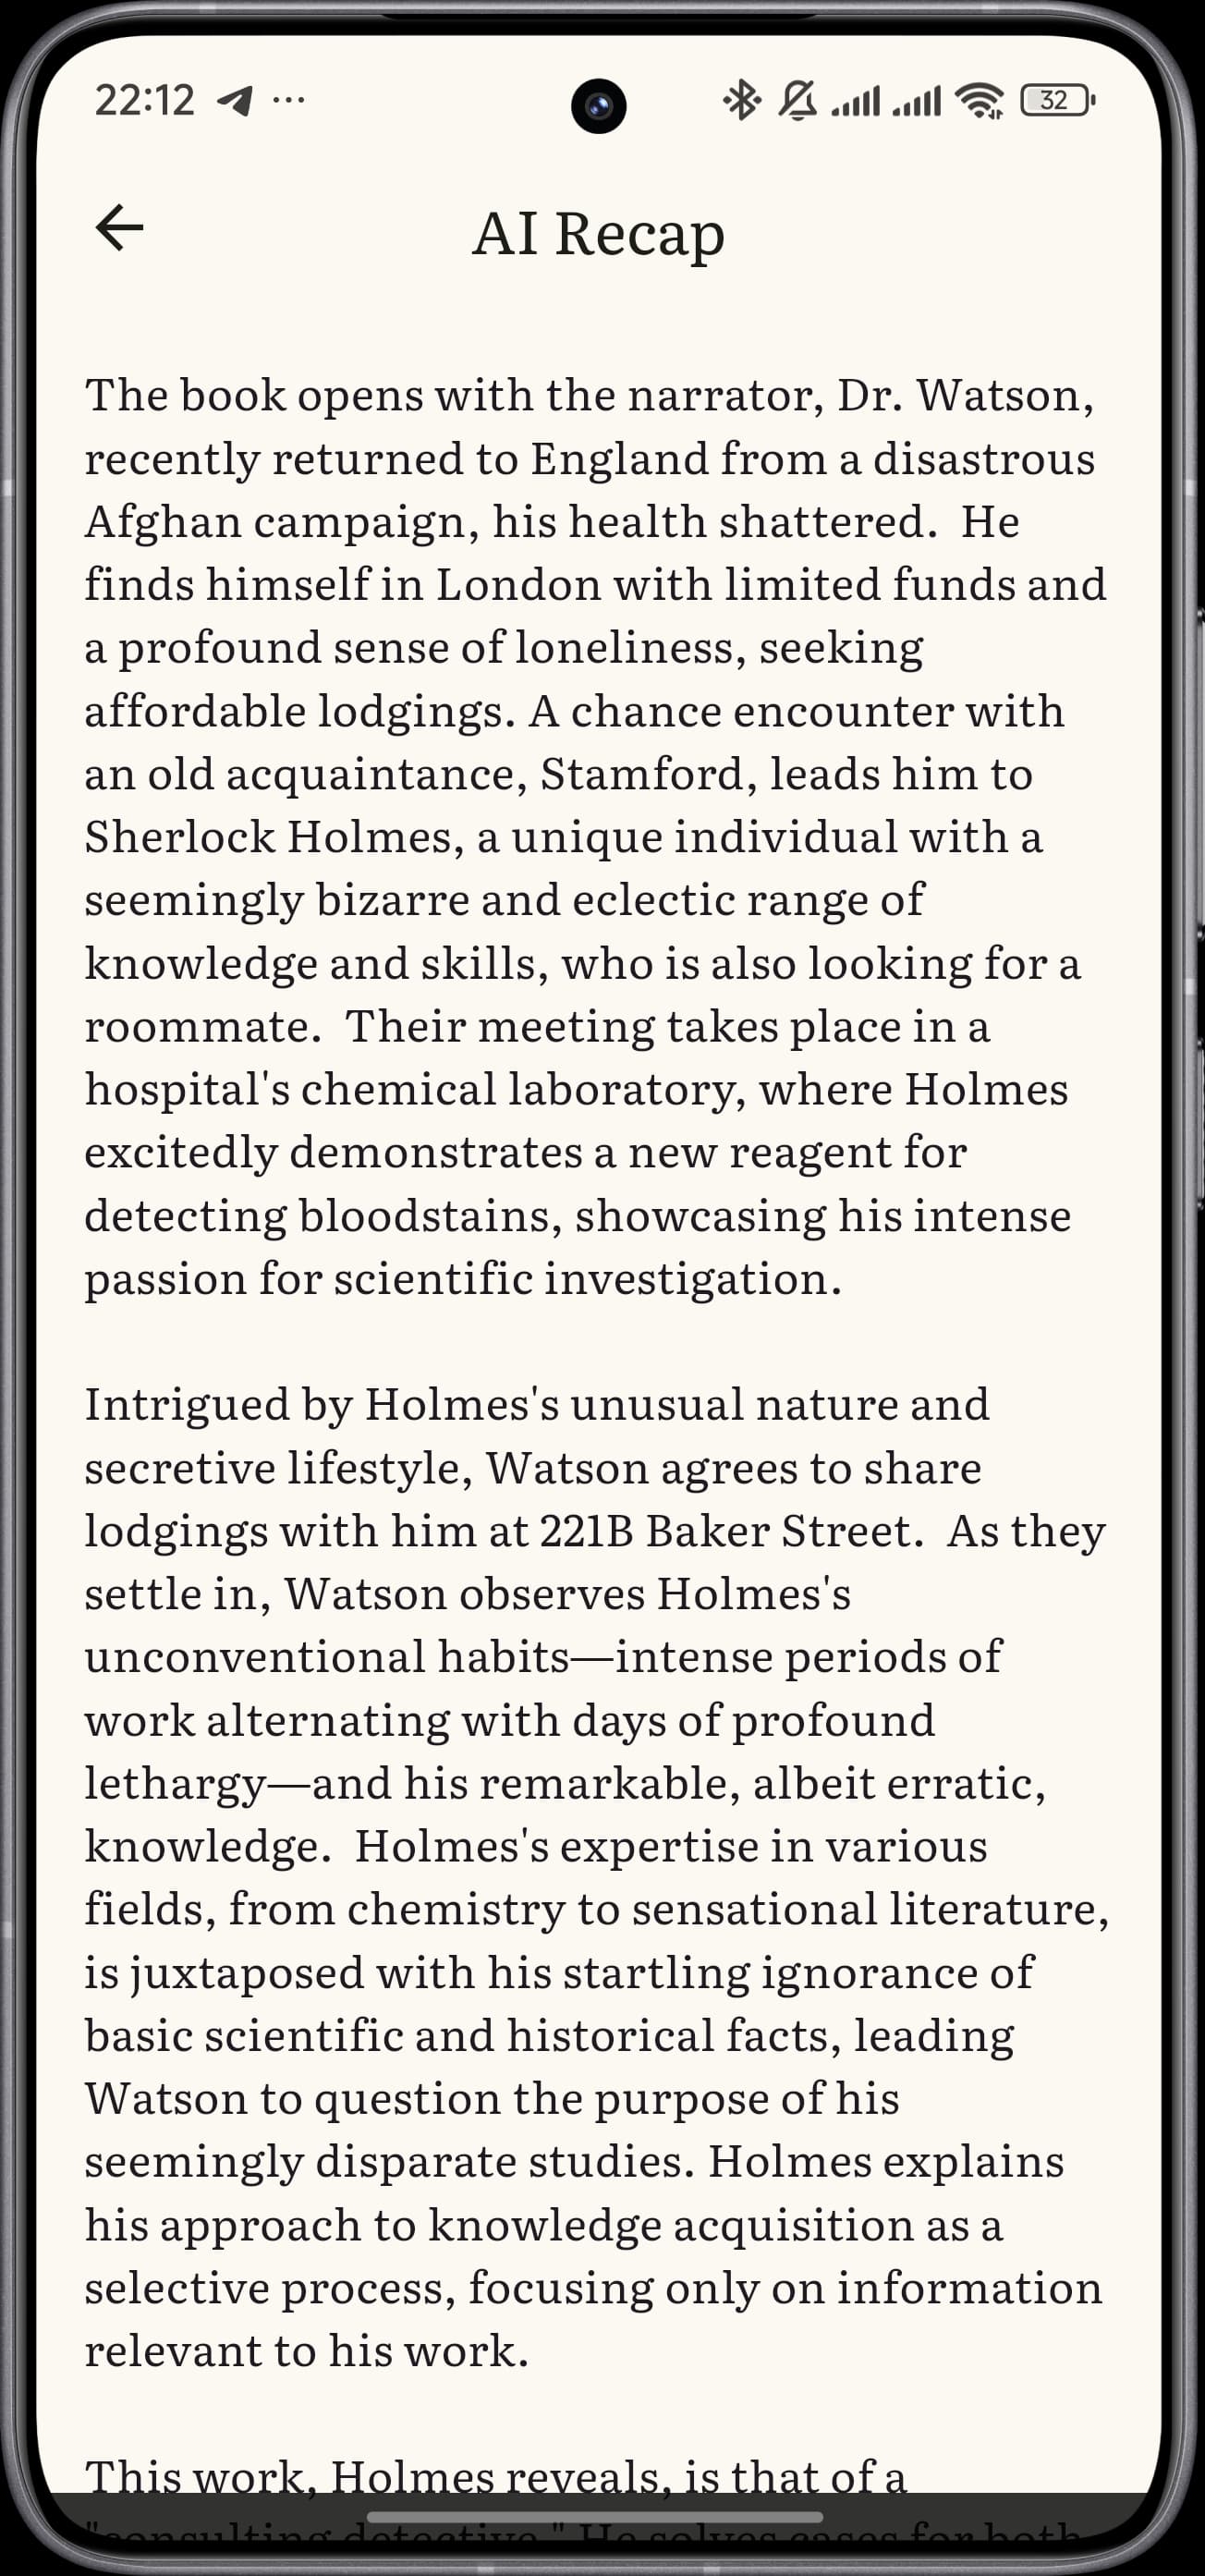 22:12 ...
32
AI Recap
The book opens with the narrator, Dr. Watson,
recently returned to England from a disastrous
Afghan campaign, his health shattered.  He
finds himself in London with limited funds and
a profound sense of loneliness, seeking
affordable lodgings. A chance encounter with
an old acquaintance, Stamford, leads him to
Sherlock Holmes, a unique individual with a
seemingly bizarre and eclectic range of
knowledge and skills, who is also looking for a
roommate.  Their meeting takes place in a
hospital's chemical laboratory, where Holmes
excitedly demonstrates a new reagent for
detecting bloodstains, showcasing his intense
passion for scientific investigation.
Intrigued by Holmes's unusual nature and
secretive lifestyle, Watson agrees to share
lodgings with him at 221B Baker Street.  As they
settle in, Watson observes Holmes's
unconventional habits—intense periods of
work alternating with days of profound
lethargy—and his remarkable, albeit erratic,
knowledge.  Holmes's expertise in various
fields, from chemistry to sensational literature,
is juxtaposed with his startling ignorance of
basic scientific and historical facts, leading
Watson to question the purpose of his
seemingly disparate studies. Holmes explains
his approach to knowledge acquisition as a
selective process, focusing only on information
relevant to his work.
This work, Holmes reveals, is that of a
"consulting detective." He solves cases for both